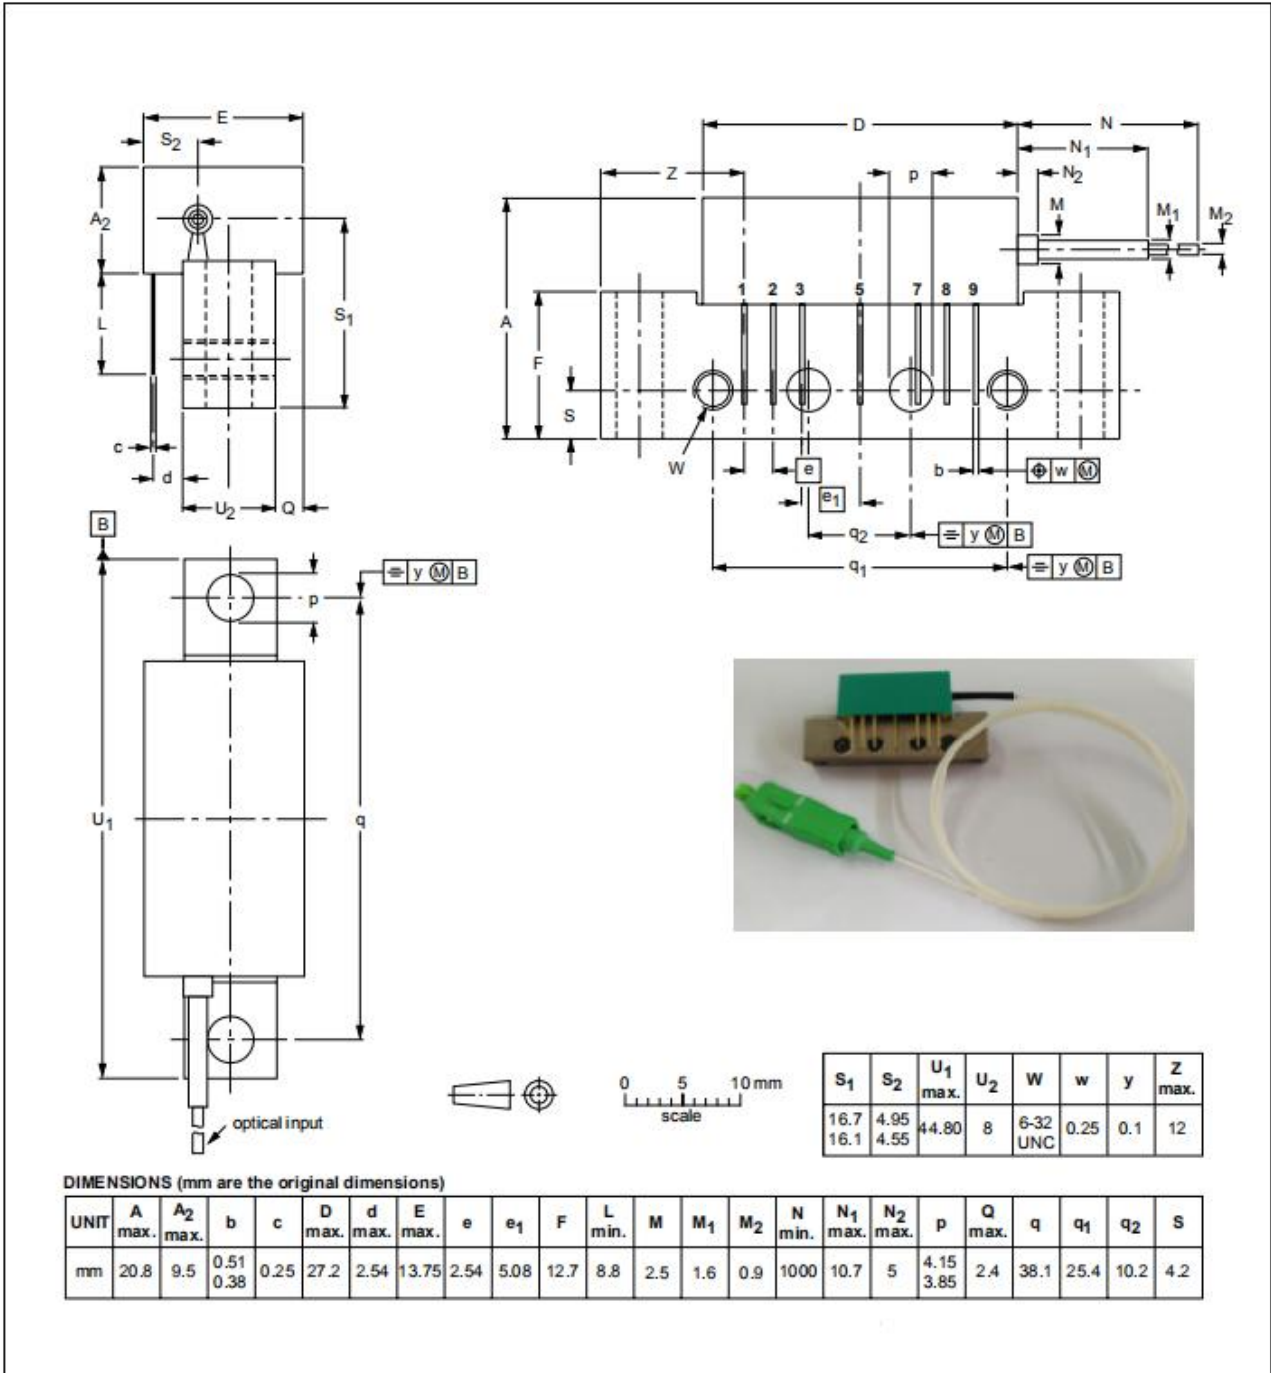 E
S2
A2
L
S1
c
d
U2
Q
D
N
N1
Z
p
N2
M
M1
M2
1 2 3 5 7 8 9
A
F
S
W
e
b
⌖ w Ⓜ
e1
q2
⌯ y Ⓜ B
q1
⌯ y Ⓜ B
B
⌯ y Ⓜ B
p
U1
q
optical input
0 5 10 mm
scale
S1 S2 U1 max. U2 W w y Z max.
16.7 16.1 4.95 4.55 44.80 8 6-32 UNC 0.25 0.1 12
DIMENSIONS (mm are the original dimensions)
UNIT A max. A2 max. b c D max. d max. E max. e e1 F L min. M M1 M2 N min. N1 max. N2 max. p Q max. q q1 q2 S
mm 20.8 9.5 0.51 0.38 0.25 27.2 2.54 13.75 2.54 5.08 12.7 8.8 2.5 1.6 0.9 1000 10.7 5 4.15 3.85 2.4 38.1 25.4 10.2 4.2